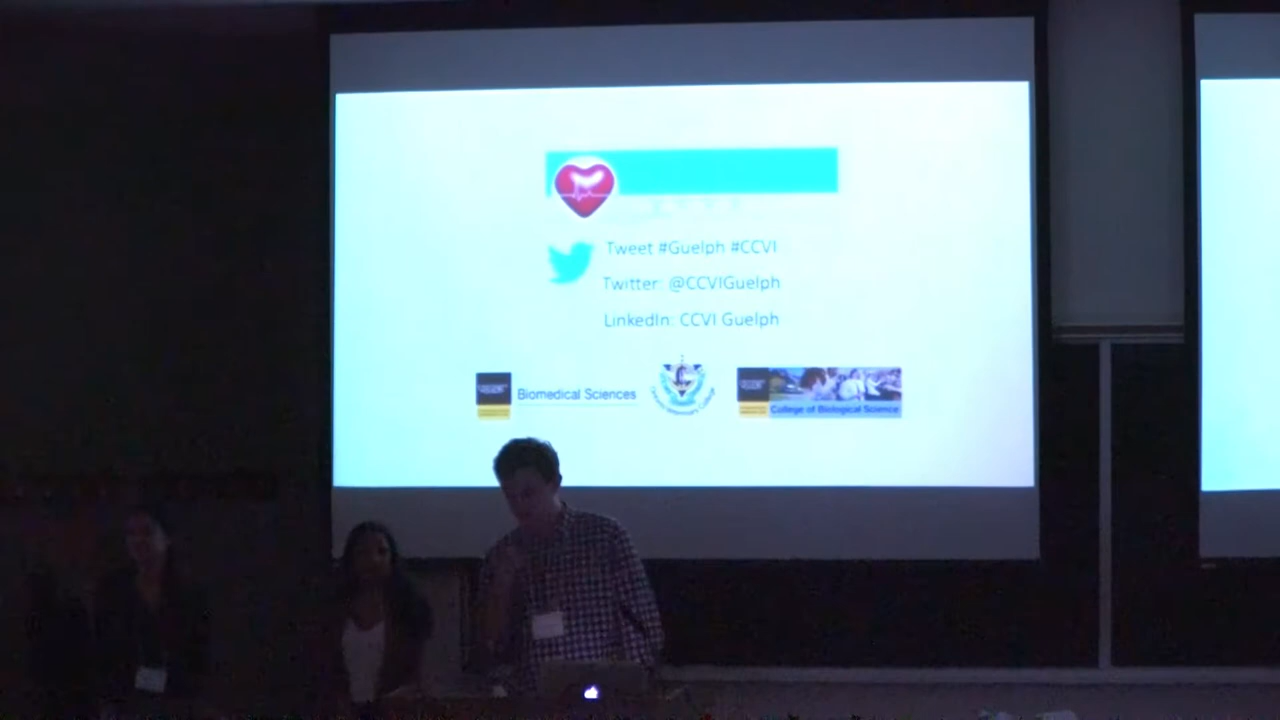 Tweet #Guelph #CCVI
Twitter: @CCVIGuelph
LinkedIn: CCVI Guelph
Biomedical Sciences
College of Biological Science